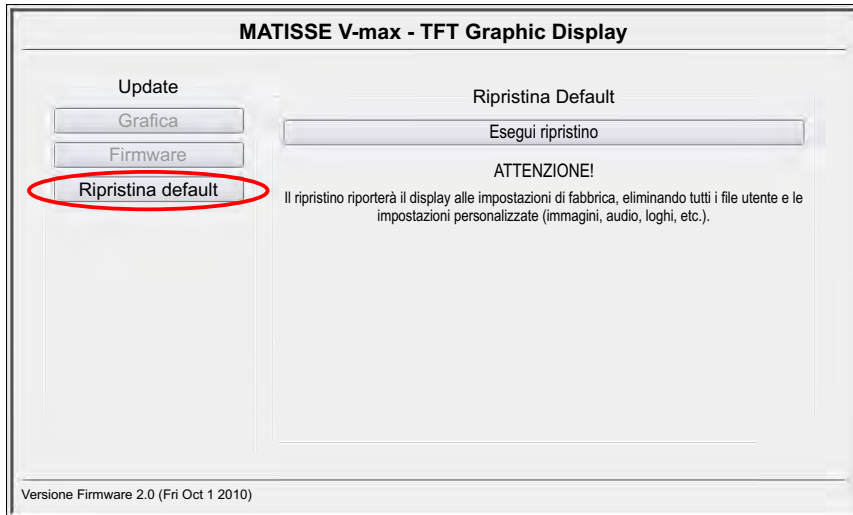 MATISSE V-max - TFT Graphic Display
Update
Grafica
Firmware
Ripristina default
Ripristina Default
Esegui ripristino
ATTENZIONE!
Il ripristino riporterà il display alle impostazioni di fabbrica, eliminando tutti i file utente e le
impostazioni personalizzate (immagini, audio, loghi, etc.).
Versione Firmware 2.0 (Fri Oct 1 2010)